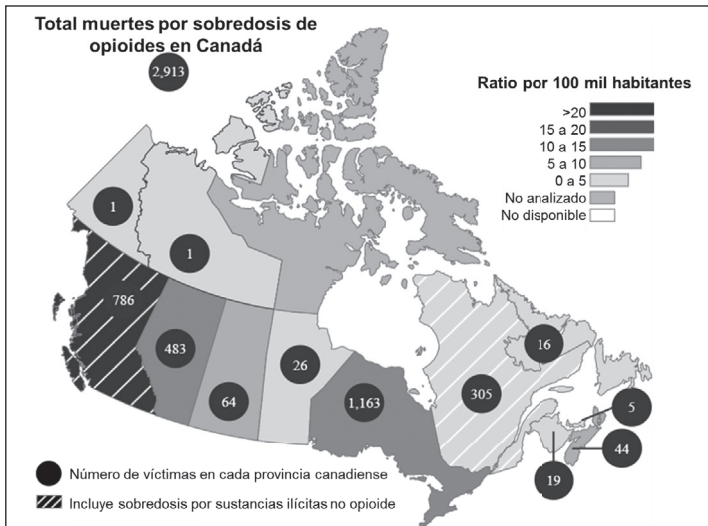 Total muertes por sobredosis de
opioides en Canadá
2,913
Ratio por 100 mil habitantes
>20
15 a 20
10 a 15
5 a 10
0 a 5
No analizado
No disponible
1
1
786
483
64
26
1,163
305
16
5
44
19
Número de víctimas en cada provincia canadiense
Incluye sobredosis por sustancias ilícitas no opioide